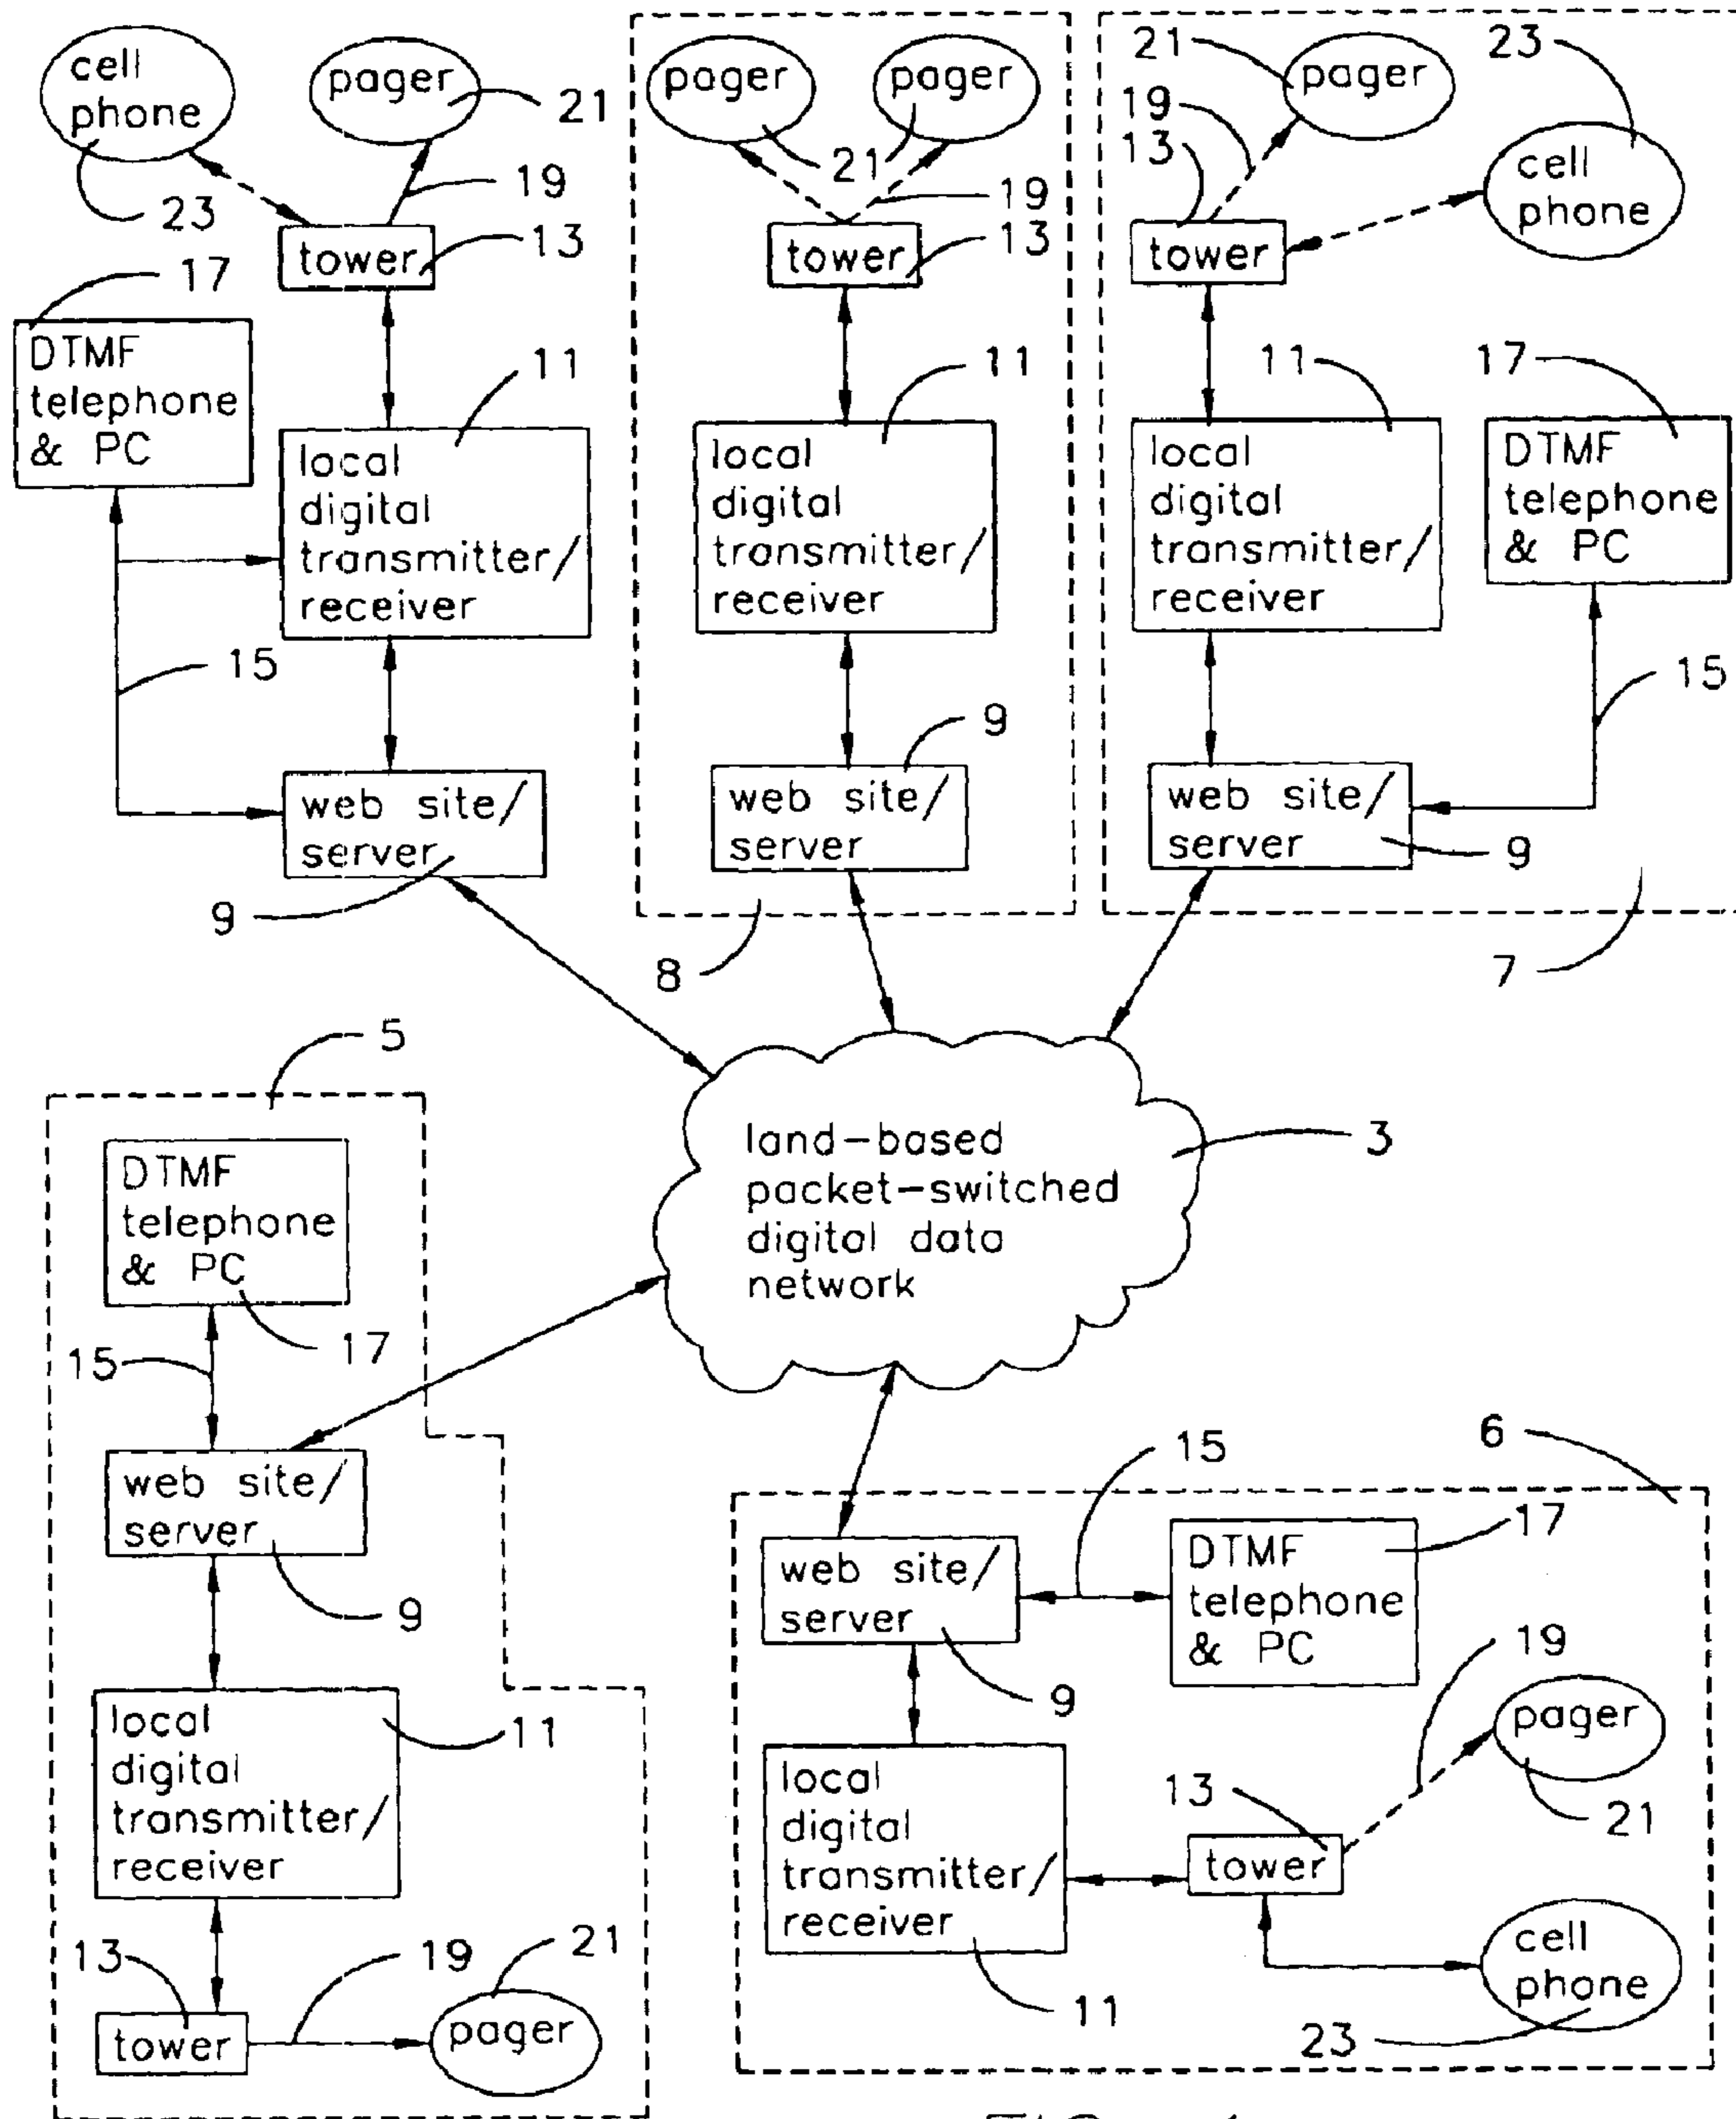 cell
phone
23
pager
21
19
tower
13
17
DTMF
telephone
& PC
11
local
digital
transmitter/
receiver
15
web site/
server
9
pager
pager
21
19
tower
13
11
local
digital
transmitter/
receiver
9
web site/
server
8
21
pager
19
13
23
cell
phone
tower
11
17
local
digital
transmitter/
receiver
DTMF
telephone
& PC
15
web site/
server
9
7
land-based
packet-switched
digital data
network
3
5
DTMF
telephone
& PC
17
15
web site/
server
9
local
digital
transmitter/
receiver
11
13
19
21
tower
pager
6
15
17
web site/
server
9
DTMF
telephone
& PC
19
pager
21
local
digital
transmitter/
receiver
11
13
tower
cell
phone
23